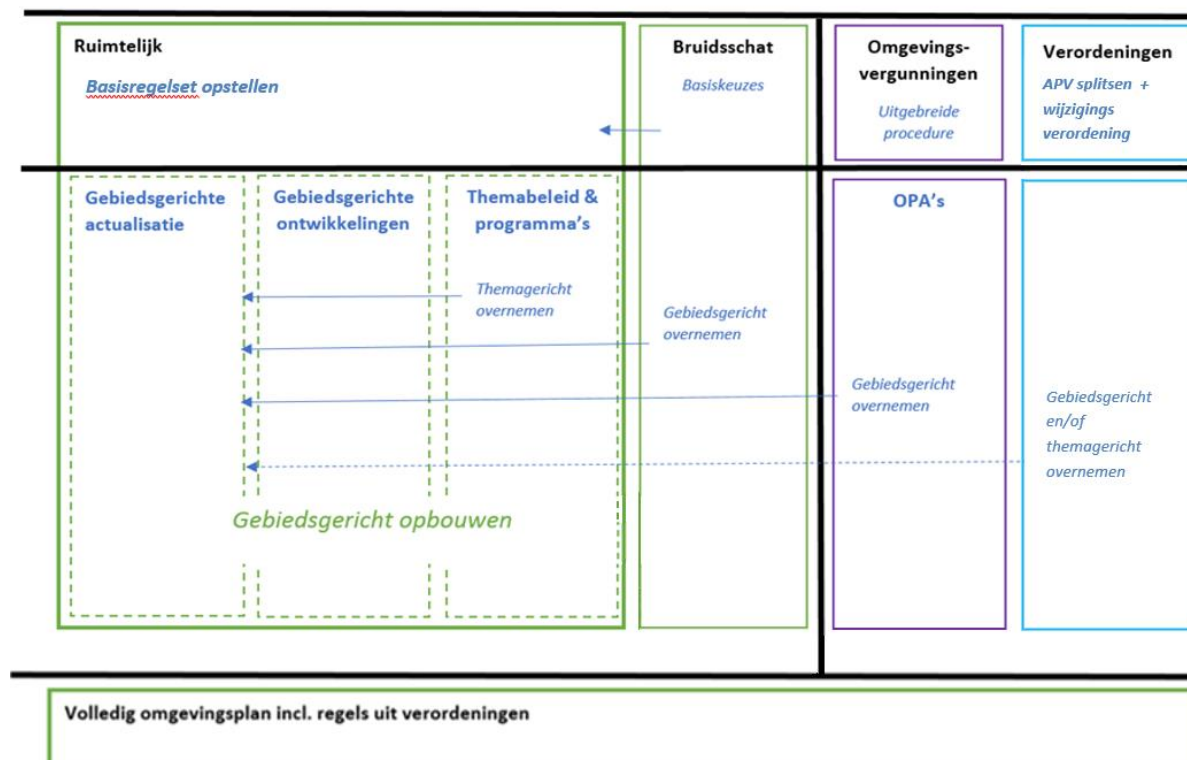 Ruimtelijk
Basisregelset opstellen
Bruidsschat
Basiskeuzes
Omgevings-
vergunningen
Uitgebreide
procedure
Verordeningen
APV splitsen +
wijzigings
verordening
Gebiedsgerichte
actualisatie
Gebiedsgerichte
ontwikkelingen
Themabeleid &
programma's
OPA's
Themagericht
overnemen
Gebiedsgericht
overnemen
Gebiedsgericht
overnemen
Gebiedsgericht
en/of
themagericht
overnemen
Gebiedsgericht opbouwen
Volledig omgevingsplan incl. regels uit verordeningen